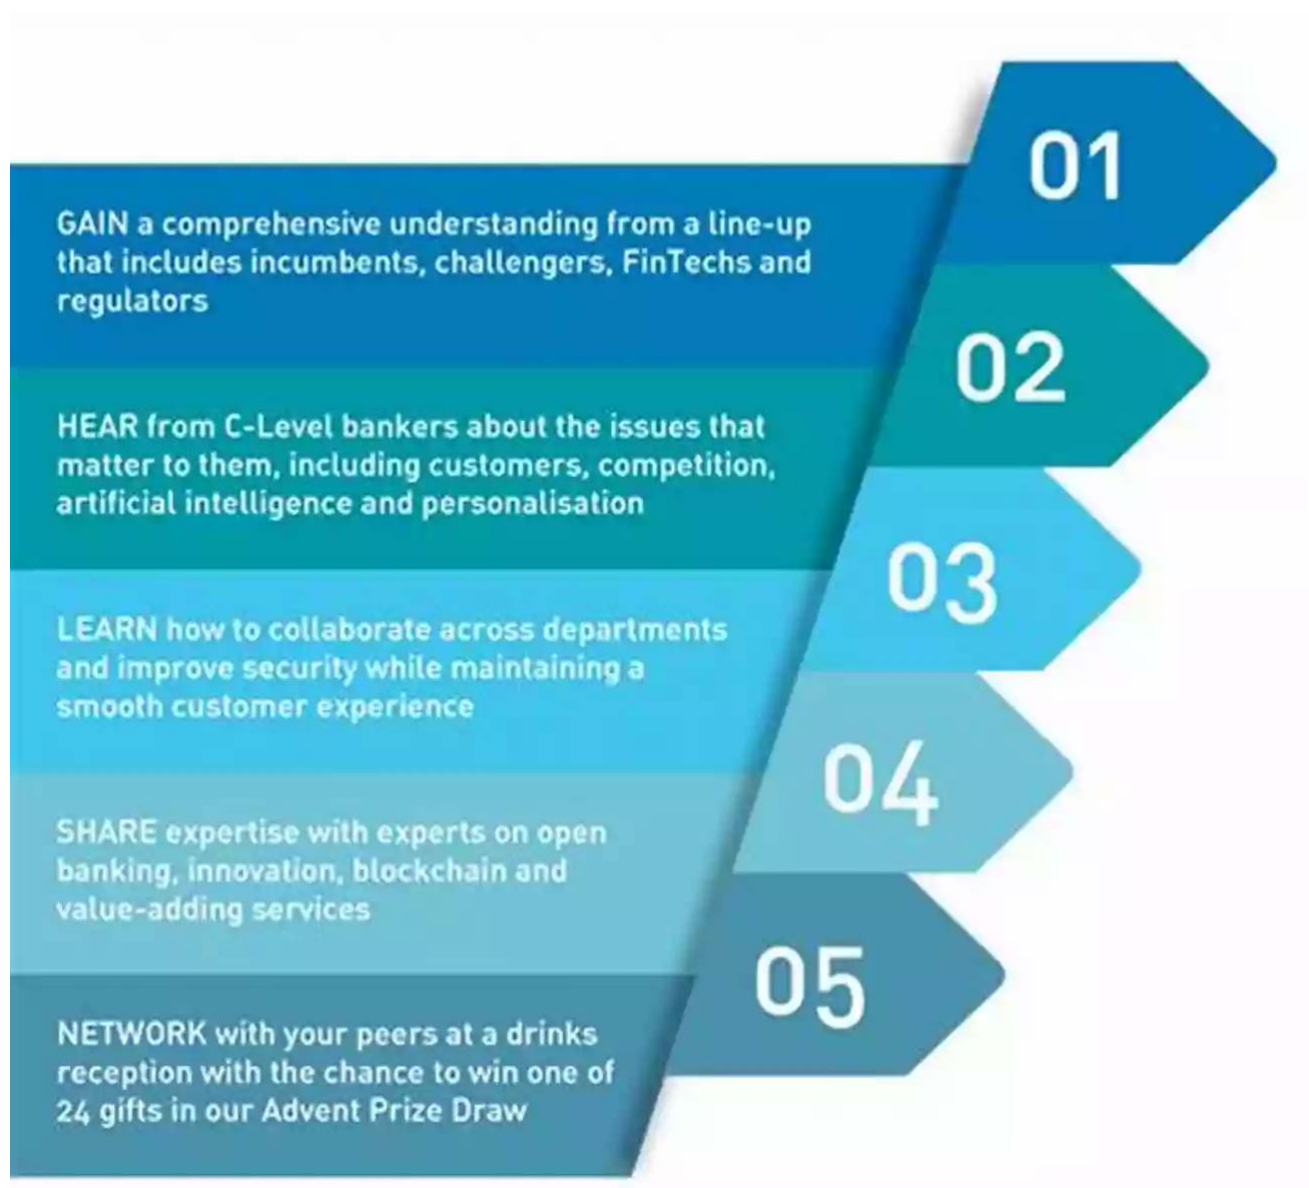 01
GAIN a comprehensive understanding from a line-up
that includes incumbents, challengers, FinTechs and
regulators
02
HEAR from C-Level bankers about the issues that
matter to them, including customers, competition,
artificial intelligence and personalisation
03
LEARN how to collaborate across departments
and improve security while maintaining a
smooth customer experience
04
SHARE expertise with experts on open
banking, innovation, blockchain and
value-adding services
05
NETWORK with your peers at a drinks
reception with the chance to win one of
24 gifts in our Advent Prize Draw